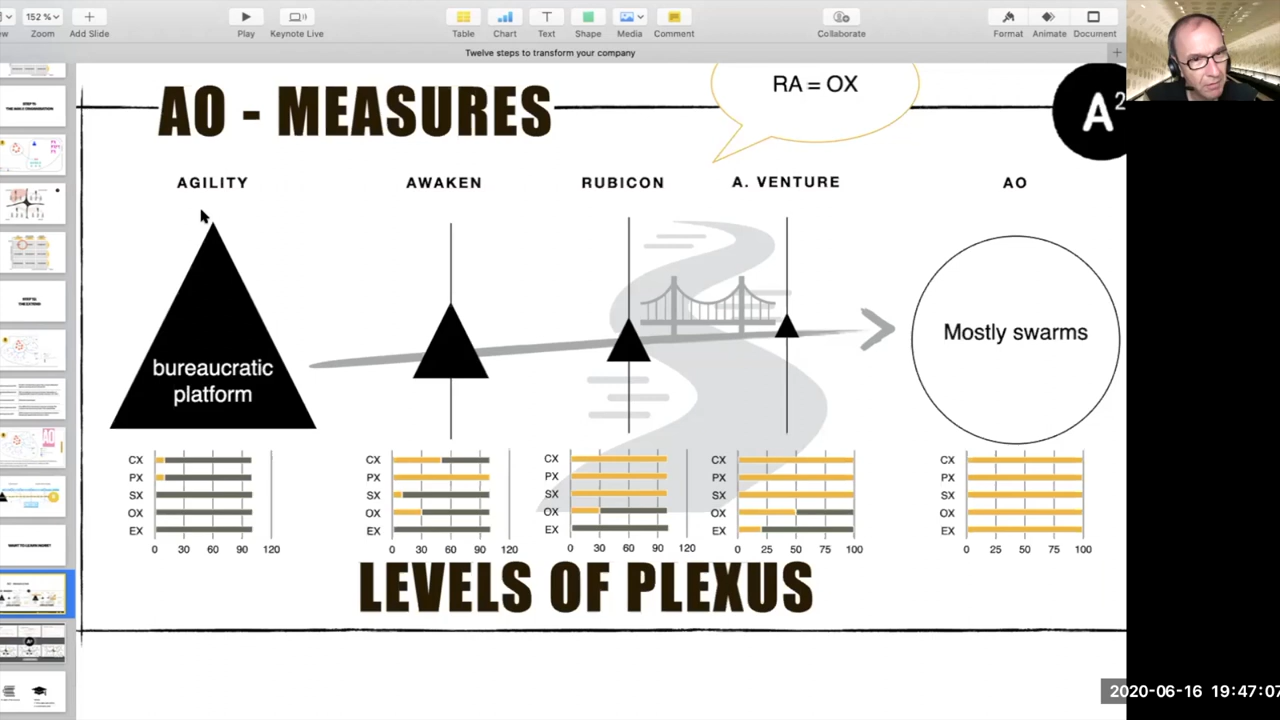 152 %
Zoom
Add Slide
Play
Keynote Live
Table
Chart
Text
Shape
Media
Comment
Collaborate
Format
Animate
Document
Twelve steps to transform your company
RA = OX
AO - MEASURES
A2
AGILITY
AWAKEN
RUBICON
A. VENTURE
AO
bureaucratic
platform
Mostly swarms
CX
PX
SX
OX
EX
0 30 60 90 120
CX
PX
SX
OX
EX
0 30 60 90 120
CX
PX
SX
OX
EX
0 30 60 90 120
CX
PX
SX
OX
EX
0 25 50 75 100
CX
PX
SX
OX
EX
0 25 50 75 100
LEVELS OF PLEXUS
2020-06-16 19:47:07